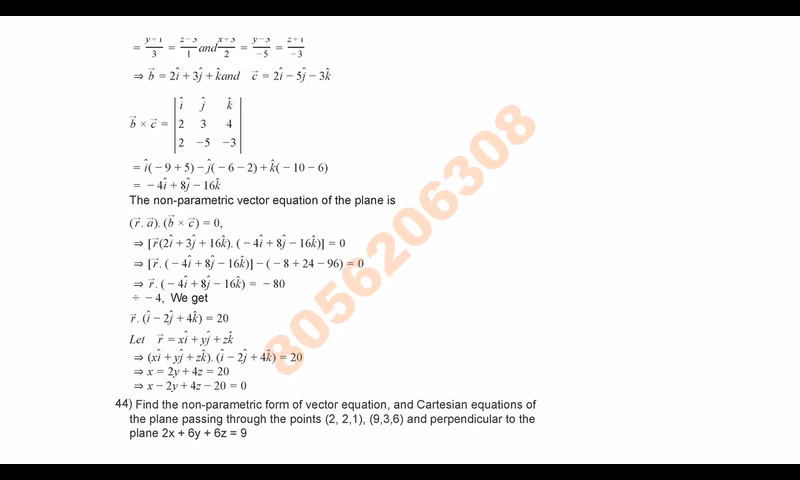 = y+1/3 = z−3/1 and x+3/2 = y−3/−5 = z+1/−3
⇒ b⃗ = 2î + 3ĵ + k̂and c⃗ = 2î − 5ĵ − 3k̂
b⃗ × c⃗ = | î ĵ k̂ |
| 2 3 4 |
| 2 −5 −3 |
= î(− 9 + 5) − ĵ(− 6 − 2) + k̂(− 10 − 6)
= − 4î + 8ĵ − 16k̂
The non-parametric vector equation of the plane is
(r⃗. a⃗). (b⃗ × c⃗) = 0,
⇒ [r⃗(2î + 3ĵ + 16k̂). (− 4î + 8ĵ − 16k̂)] = 0
⇒ [r⃗. (− 4î + 8ĵ − 16k̂)] − (− 8 + 24 − 96) = 0
⇒ r⃗. (− 4î + 8ĵ − 16k̂) = − 80
÷ − 4, We get
r⃗. (î − 2ĵ + 4k̂) = 20
Let r⃗ = xî + yĵ + zk̂
⇒ (xî + yĵ + zk̂). (î − 2ĵ + 4k̂) = 20
⇒ x = 2y + 4z = 20
⇒ x − 2y + 4z − 20 = 0
44) Find the non-parametric form of vector equation, and Cartesian equations of
the plane passing through the points (2, 2,1), (9,3,6) and perpendicular to the
plane 2x + 6y + 6z = 9
8056206308